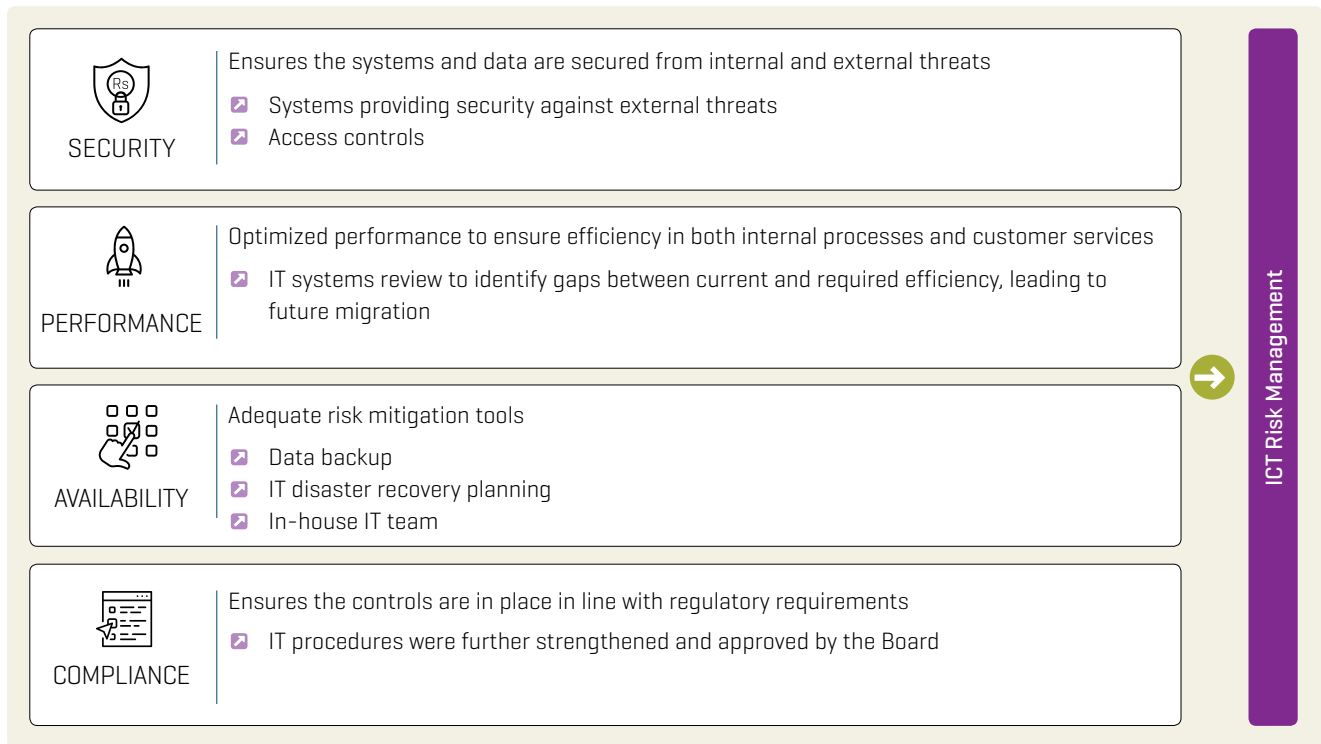 Rs
SECURITY
Ensures the systems and data are secured from internal and external threats
Systems providing security against external threats
Access controls
PERFORMANCE
Optimized performance to ensure efficiency in both internal processes and customer services
IT systems review to identify gaps between current and required efficiency, leading to
future migration
AVAILABILITY
Adequate risk mitigation tools
Data backup
IT disaster recovery planning
In-house IT team
COMPLIANCE
Ensures the controls are in place in line with regulatory requirements
IT procedures were further strengthened and approved by the Board
ICT Risk Management